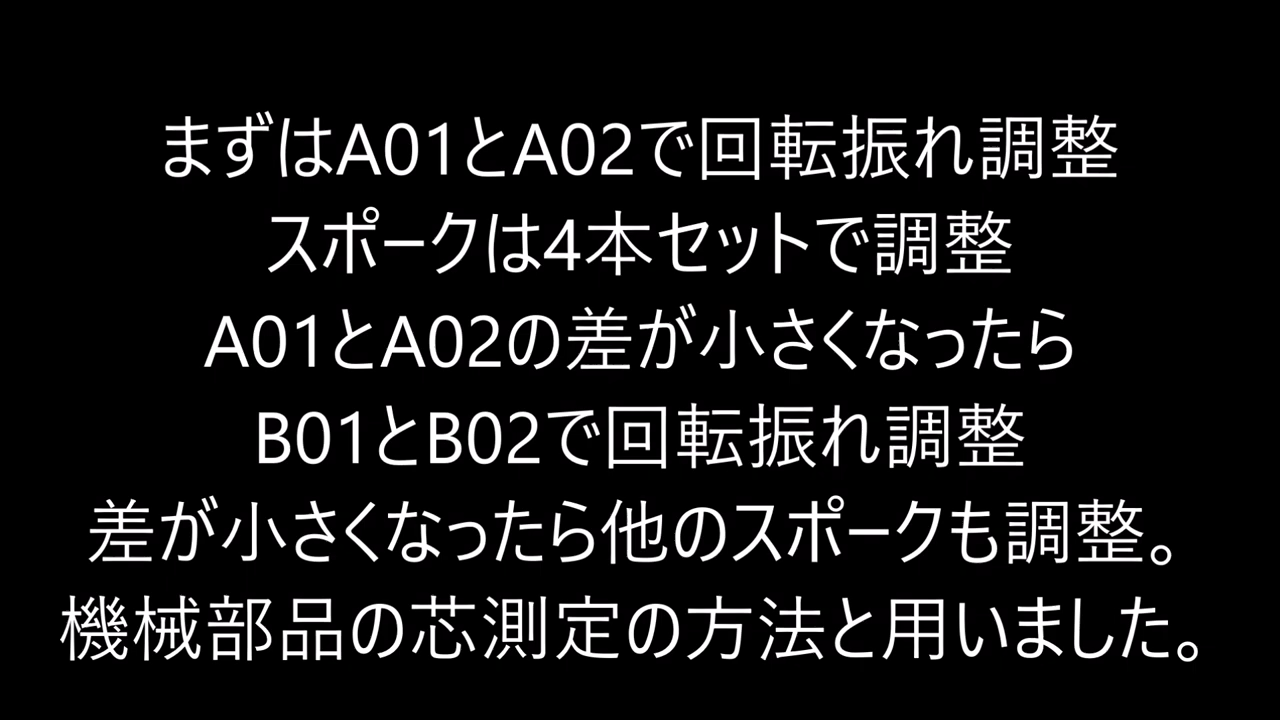 まずはA01とA02で回転振れ調整
スポークは4本セットで調整
A01とA02の差が小さくなったら
B01とB02で回転振れ調整
差が小さくなったら他のスポークも調整。
機械部品の芯測定の方法と用いました。